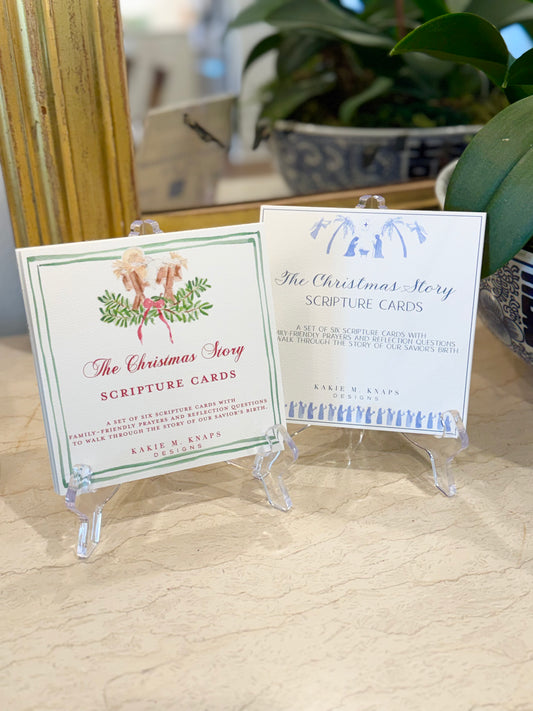 The Christmas Story
SCRIPTURE CARDS
A SET OF SIX SCRIPTURE CARDS WITH
FAMILY-FRIENDLY PRAYERS AND REFLECTION QUESTIONS
TO WALK THROUGH THE STORY OF OUR SAVIOR'S BIRTH.
KAKIE M. KNAPS
DESIGNS
The Christmas Story
SCRIPTURE CARDS
A SET OF SIX SCRIPTURE CARDS WITH
FRIENDLY PRAYERS AND REFLECTION QUESTIONS
WALK THROUGH THE STORY OF OUR SAVIOR'S BIRTH
KAKIE M. KNAPS
DESIGNS